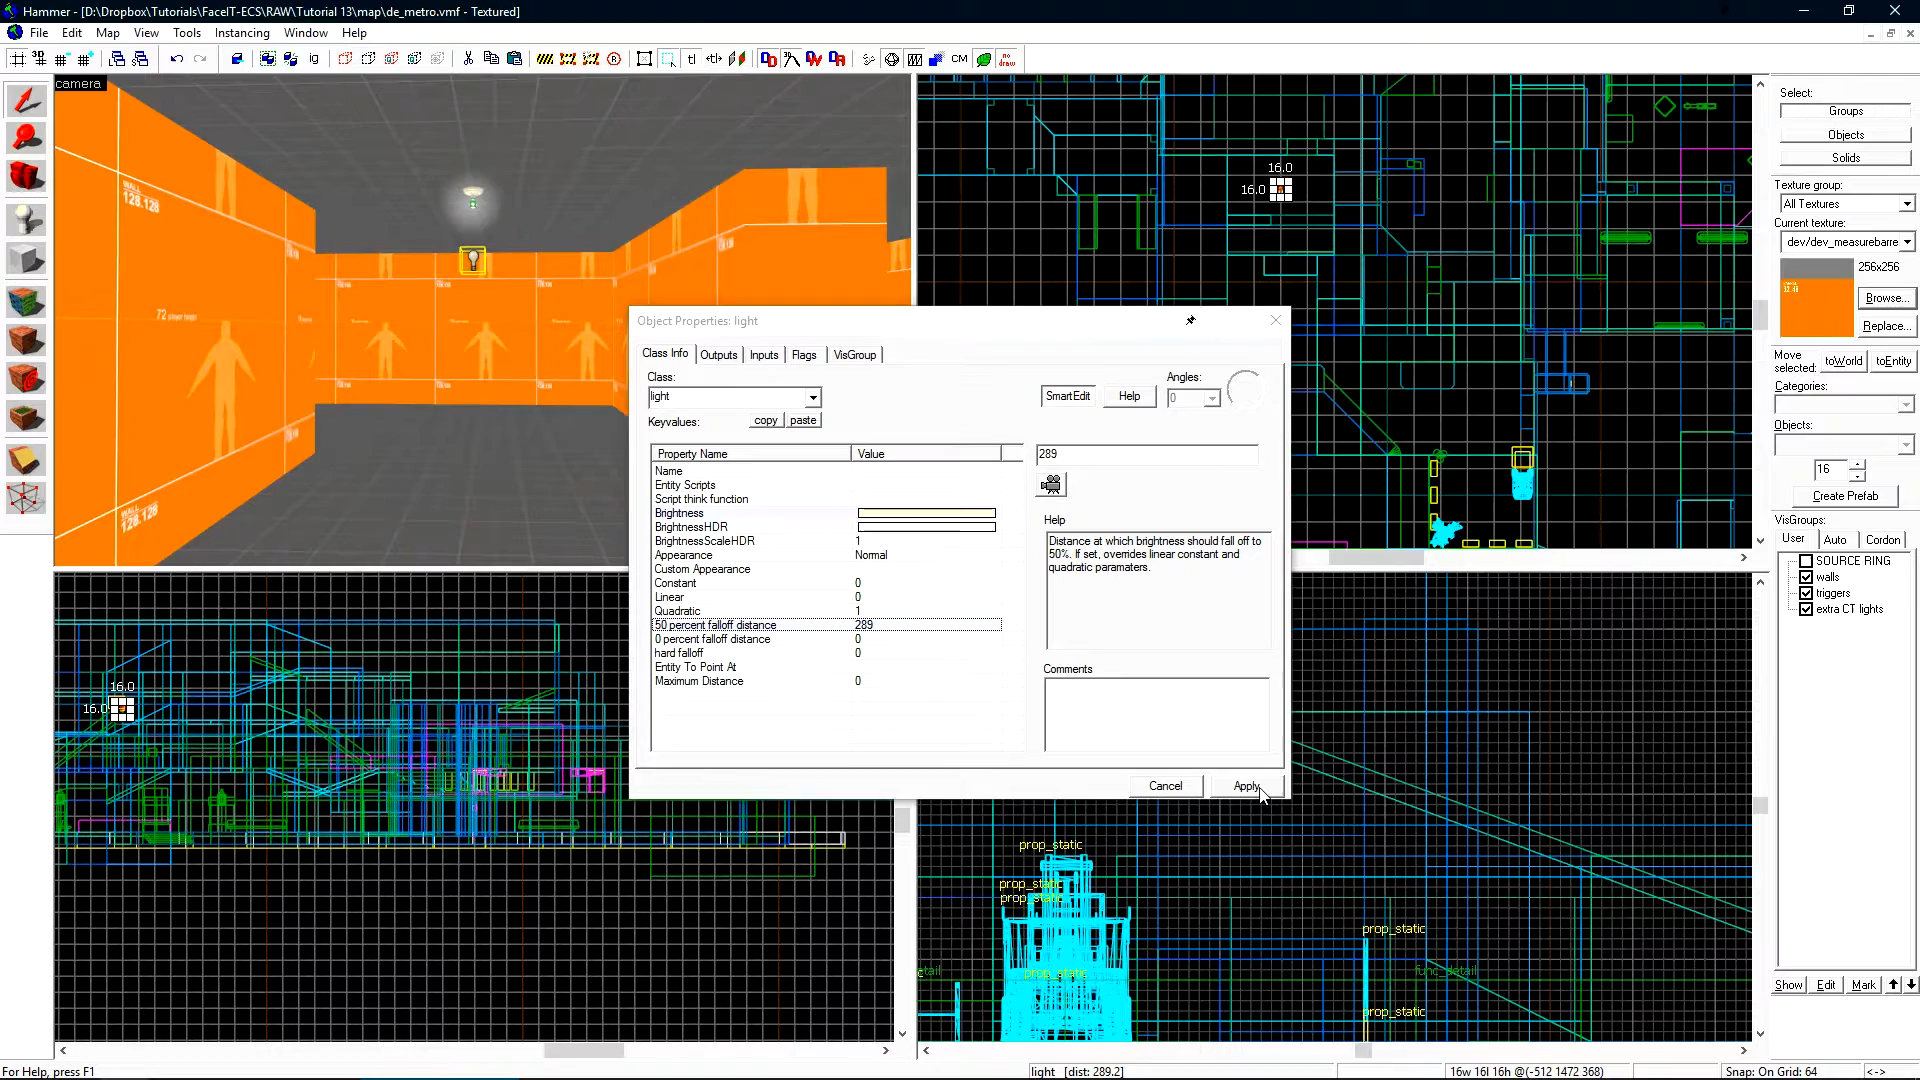 Hammer - [D:\Dropbox\Tutorials\FaceIT-ECS\RAW\Tutorial 13\map\de_metro.vmf - Textured]
File Edit Map View Tools Instancing Window Help
camera
WALL
128.128
72 player height
WALL
128.128
16.0
16.0
Select:
Groups
Objects
Solids
Texture group:
All Textures
Current texture:
dev/dev_measurebarre
256x256
Browse...
Replace...
Move selected:
toWorld
toEntity
Categories:
Objects:
16
Create Prefab
VisGroups:
User Auto Cordon
SOURCE RING
walls
triggers
extra CT lights
Show Edit Mark
Object Properties: light
Class Info Outputs Inputs Flags VisGroup
Class:
light
SmartEdit
Help
Angles:
0
Keyvalues:
copy
paste
Property Name Value
Name
Entity Scripts
Script think function
Brightness
BrightnessHDR
BrightnessScaleHDR 1
Appearance Normal
Custom Appearance
Constant 0
Linear 0
Quadratic 1
50 percent falloff distance 289
0 percent falloff distance 0
hard falloff 0
Entity To Point At
Maximum Distance 0
289
Help
Distance at which brightness should fall off to
50%. If set, overrides linear constant and
quadratic paramaters.
Comments
Cancel
Apply
16.0
16.0
prop_static
prop_static
prop_static
prop_static
prop_static
func_detail
prop_static
For Help, press F1
light [dist: 289.2]
16w 16l 16h @(-512 1472 368)
Snap: On Grid: 64
<->